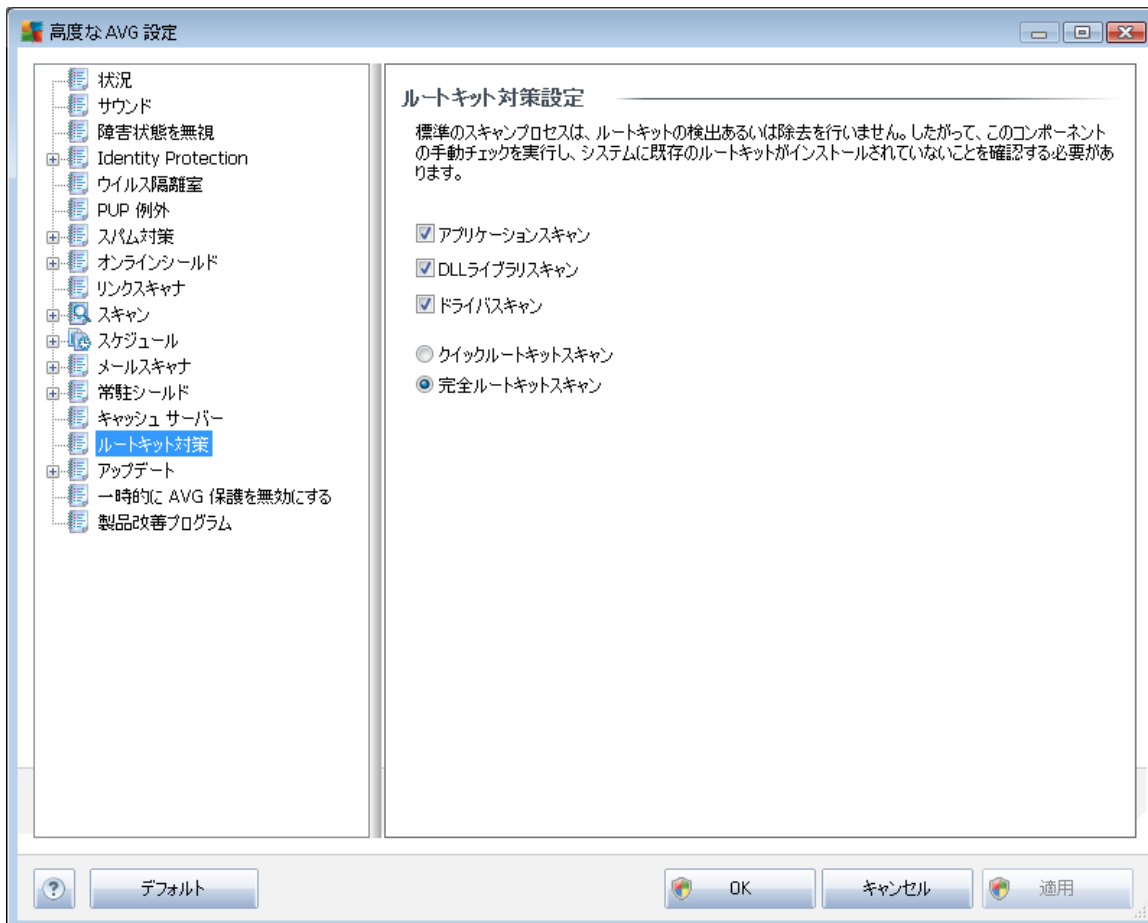 高度な AVG 設定
状況
サウンド
障害状態を無視
Identity Protection
ウイルス隔離室
PUP 例外
スパム対策
オンラインシールド
リンクスキャナ
スキャン
スケジュール
メールスキャナ
常駐シールド
キャッシュ サーバー
ルートキット対策
アップデート
一時的に AVG 保護を無効にする
製品改善プログラム
ルートキット対策設定
標準のスキャンプロセスは、ルートキットの検出あるいは除去を行いません。したがって、このコンポーネント
の手動チェックを実行し、システムに既存のルートキットがインストールされていないことを確認する必要があ
ります。
アプリケーションスキャン
DLLライブラリスキャン
ドライバスキャン
クイックルートキットスキャン
完全ルートキットスキャン
?
デフォルト
OK
キャンセル
適用